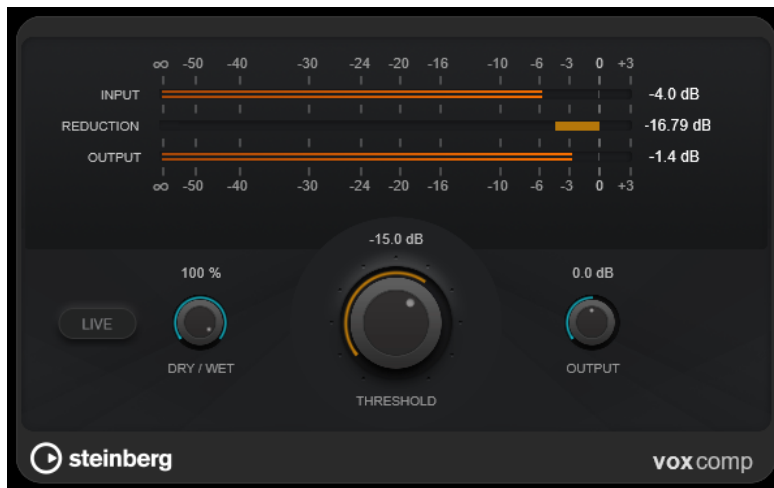 ∞ -50 -40 -30 -24 -20 -16 -10 -6 -3 0 +3
INPUT -4.0 dB
REDUCTION -16.79 dB
OUTPUT -1.4 dB
∞ -50 -40 -30 -24 -20 -16 -10 -6 -3 0 +3
-15.0 dB
100 % 0.0 dB
LIVE
DRY / WET OUTPUT
THRESHOLD
steinberg voxcomp